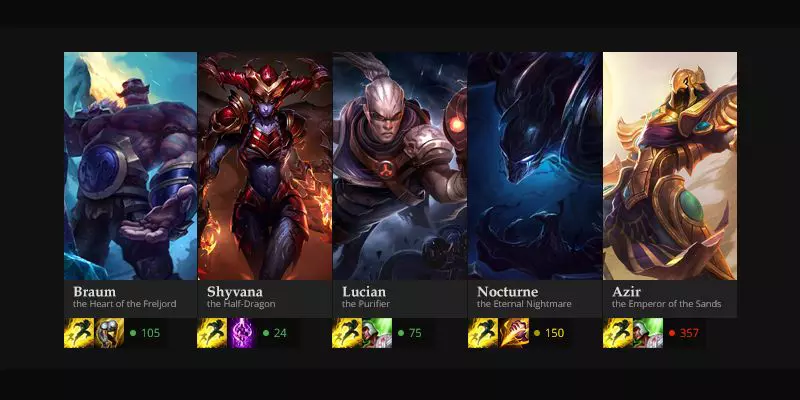 Braum
the Heart of the Freljord
105
Shyvana
the Half-Dragon
24
Lucian
the Purifier
75
Nocturne
the Eternal Nightmare
150
Azir
the Emperor of the Sands
357